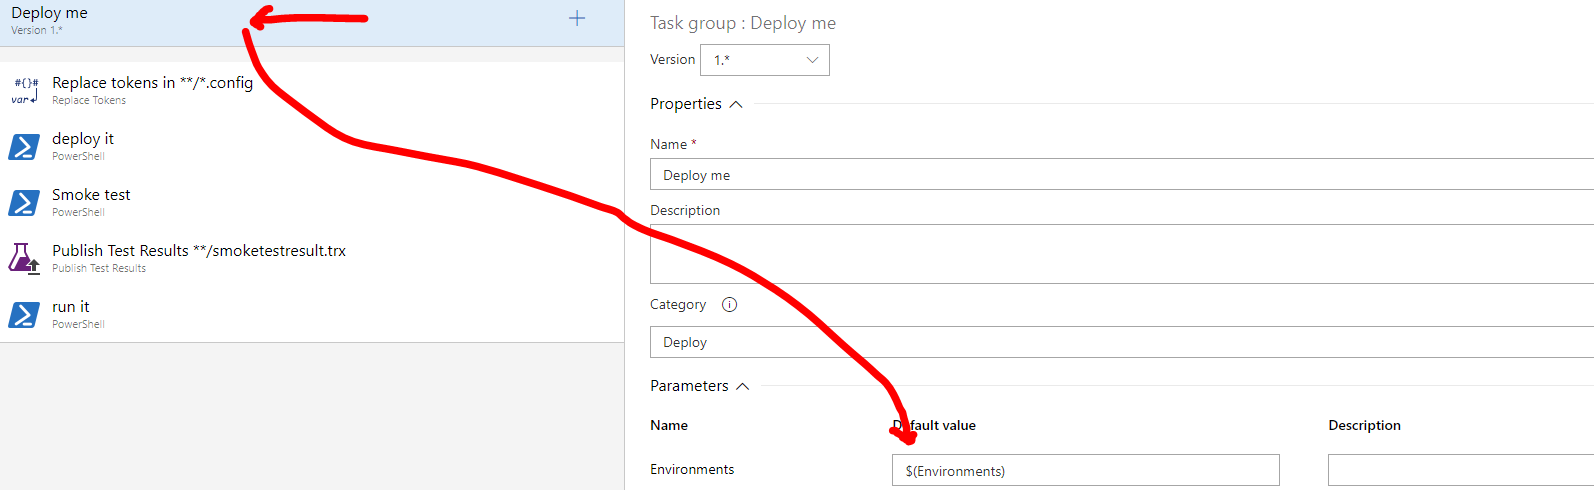 Deploy me
Version 1.*
#{}#
var
Replace tokens in **/*.config
Replace Tokens
deploy it
PowerShell
Smoke test
PowerShell
Publish Test Results **/smoketestresult.trx
Publish Test Results
run it
PowerShell
Task group : Deploy me
Version 1.*
Properties
Name *
Deploy me
Description
Category
Deploy
Parameters
Name Default value Description
Environments $(Environments)